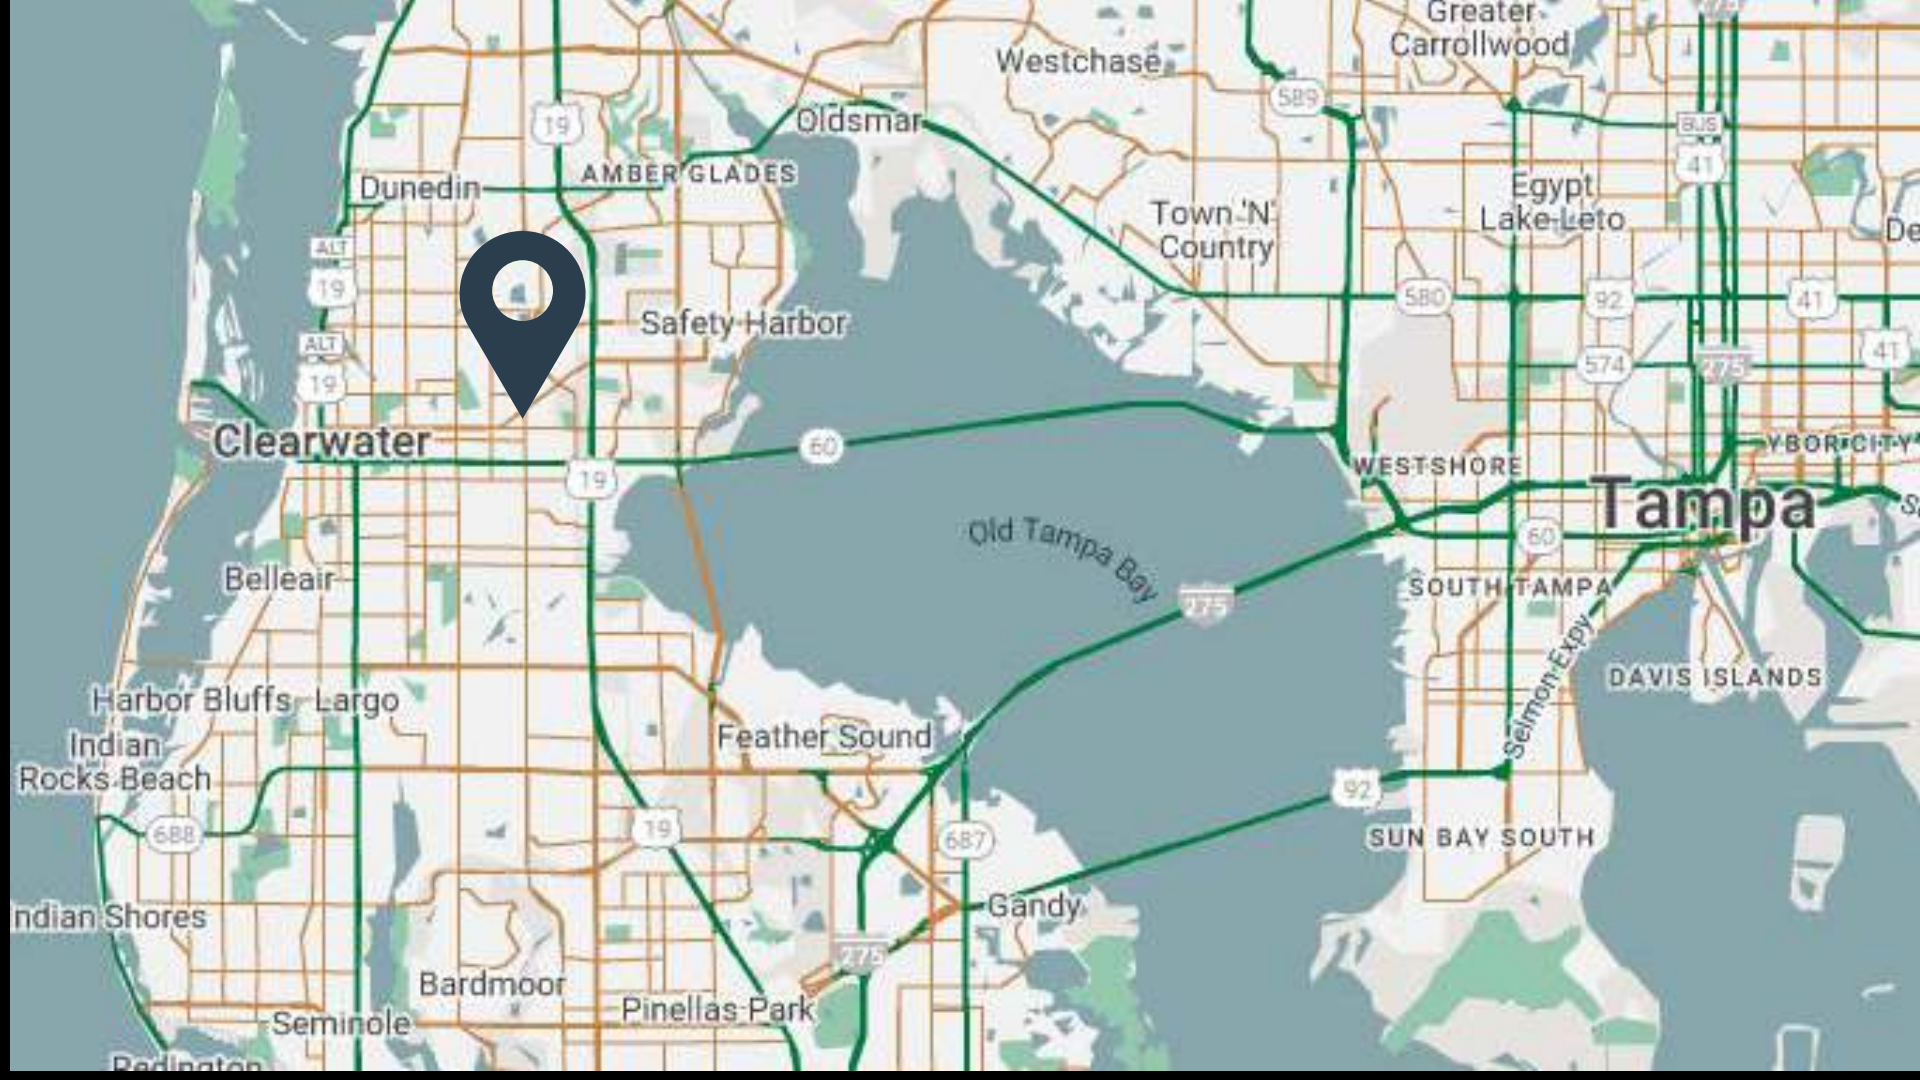 Greater
Carrollwood
275
Westchase
589
Oldsmar
19
BUS
41
AMBER GLADES
Dunedin
Egypt
Lake-Leto
Town 'N'
Country
De
ALT
19
580
92
41
Safety Harbor
ALT
19
574
275
41
Clearwater
60
YBOR CITY
19
WESTSHORE
Tampa
Old Tampa Bay
60
Belleair
275
SOUTH TAMPA
Selmon Expy
DAVIS ISLANDS
Harbor Bluffs
Largo
Feather Sound
Indian
Rocks Beach
92
688
19
687
SUN BAY SOUTH
Gandy
ndian Shores
275
Bardmoor
Pinellas Park
Seminole
Redington